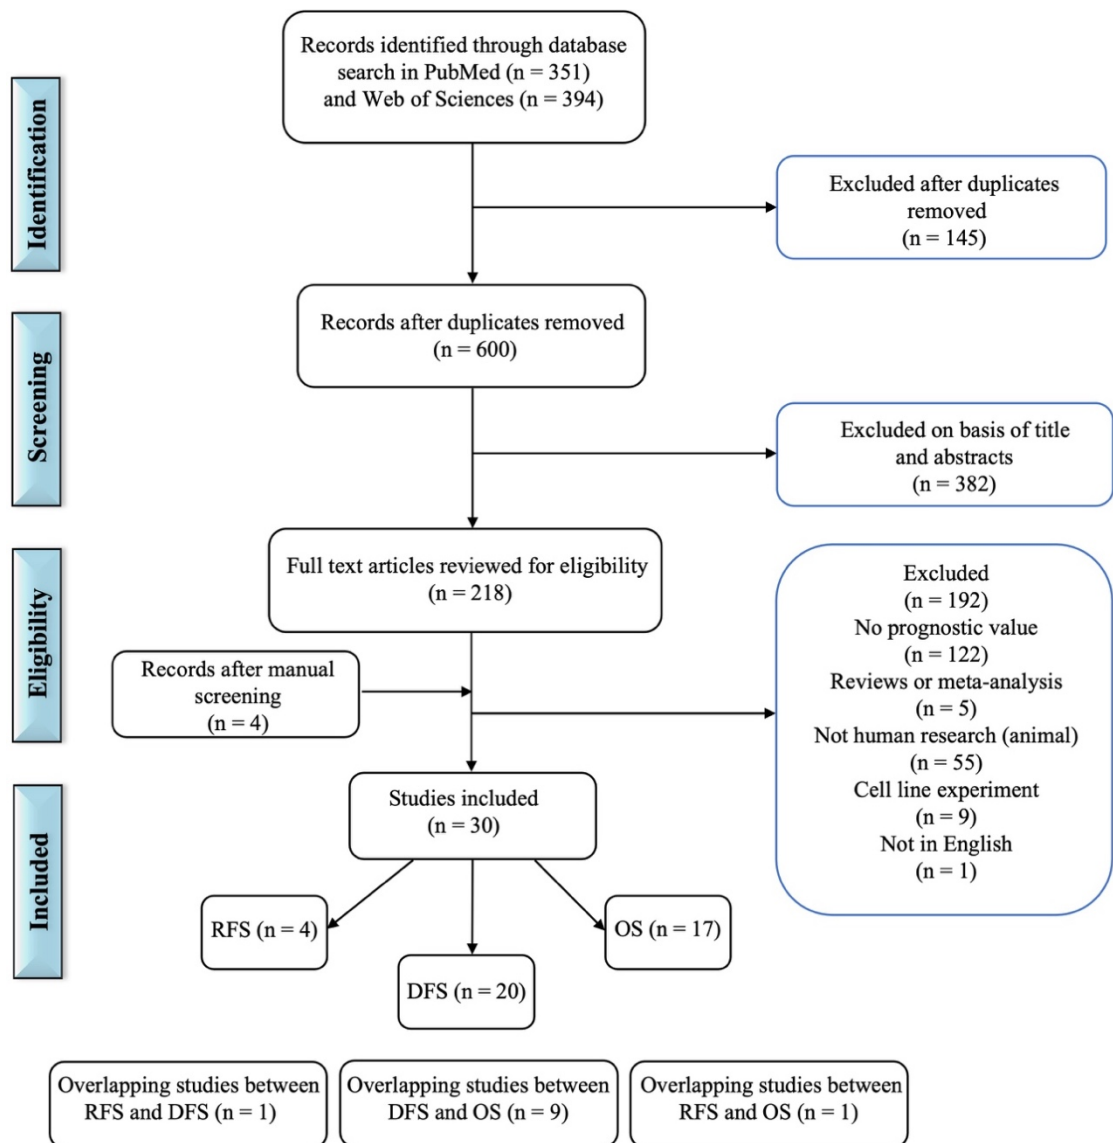 Records identified through database
search in PubMed (n = 351)
and Web of Sciences (n = 394)
Identification
Excluded after duplicates
removed
(n = 145)
Records after duplicates removed
(n = 600)
Screening
Excluded on basis of title
and abstracts
(n = 382)
Full text articles reviewed for eligibility
(n = 218)
Eligibility
Records after manual
screening
(n = 4)
Excluded
(n = 192)
No prognostic value
(n = 122)
Reviews or meta-analysis
(n = 5)
Not human research (animal)
(n = 55)
Cell line experiment
(n = 9)
Not in English
(n = 1)
Studies included
(n = 30)
Included
RFS (n = 4)
DFS (n = 20)
OS (n = 17)
Overlapping studies between
RFS and DFS (n = 1)
Overlapping studies between
DFS and OS (n = 9)
Overlapping studies between
RFS and OS (n = 1)